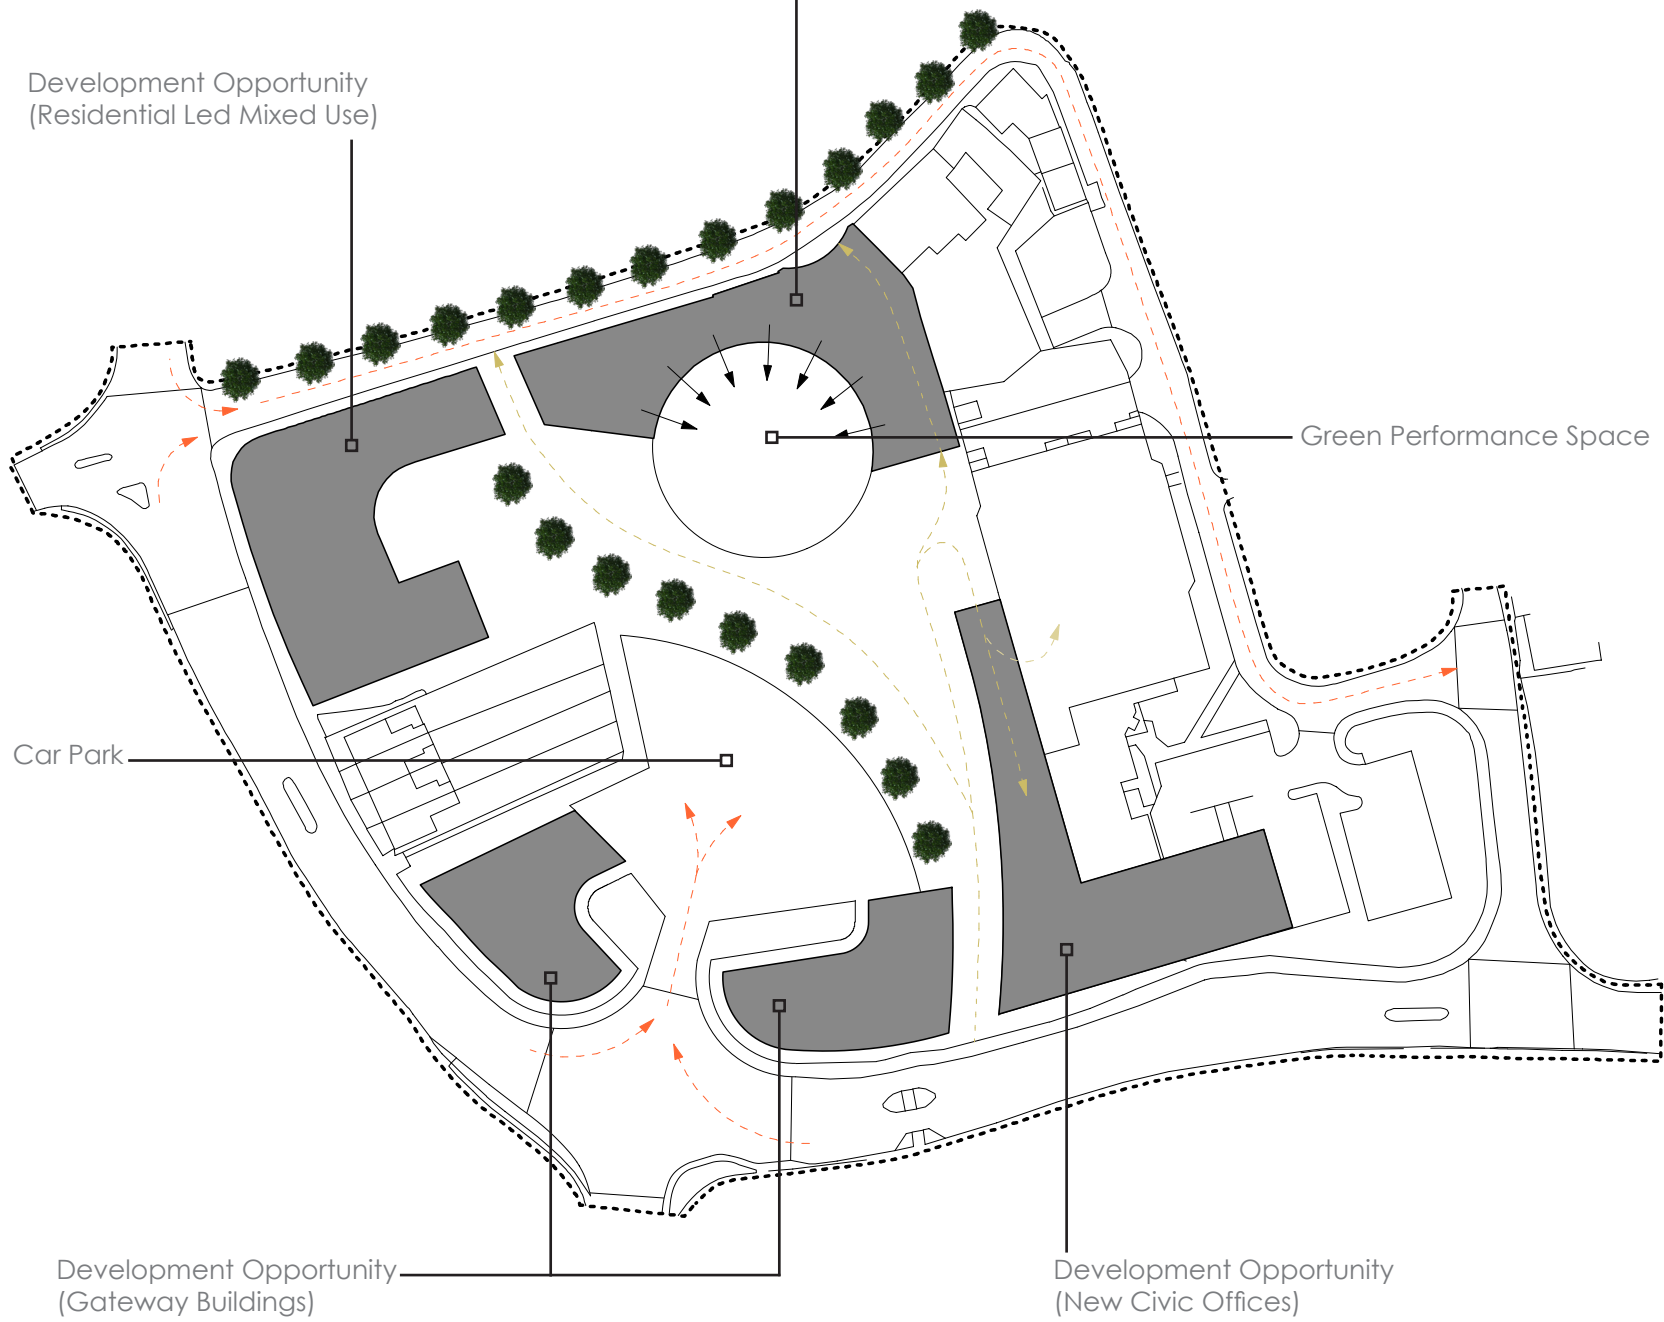 Development Opportunity
(Residential Led Mixed Use)
Green Performance Space
Car Park
Development Opportunity
(Gateway Buildings)
Development Opportunity
(New Civic Offices)